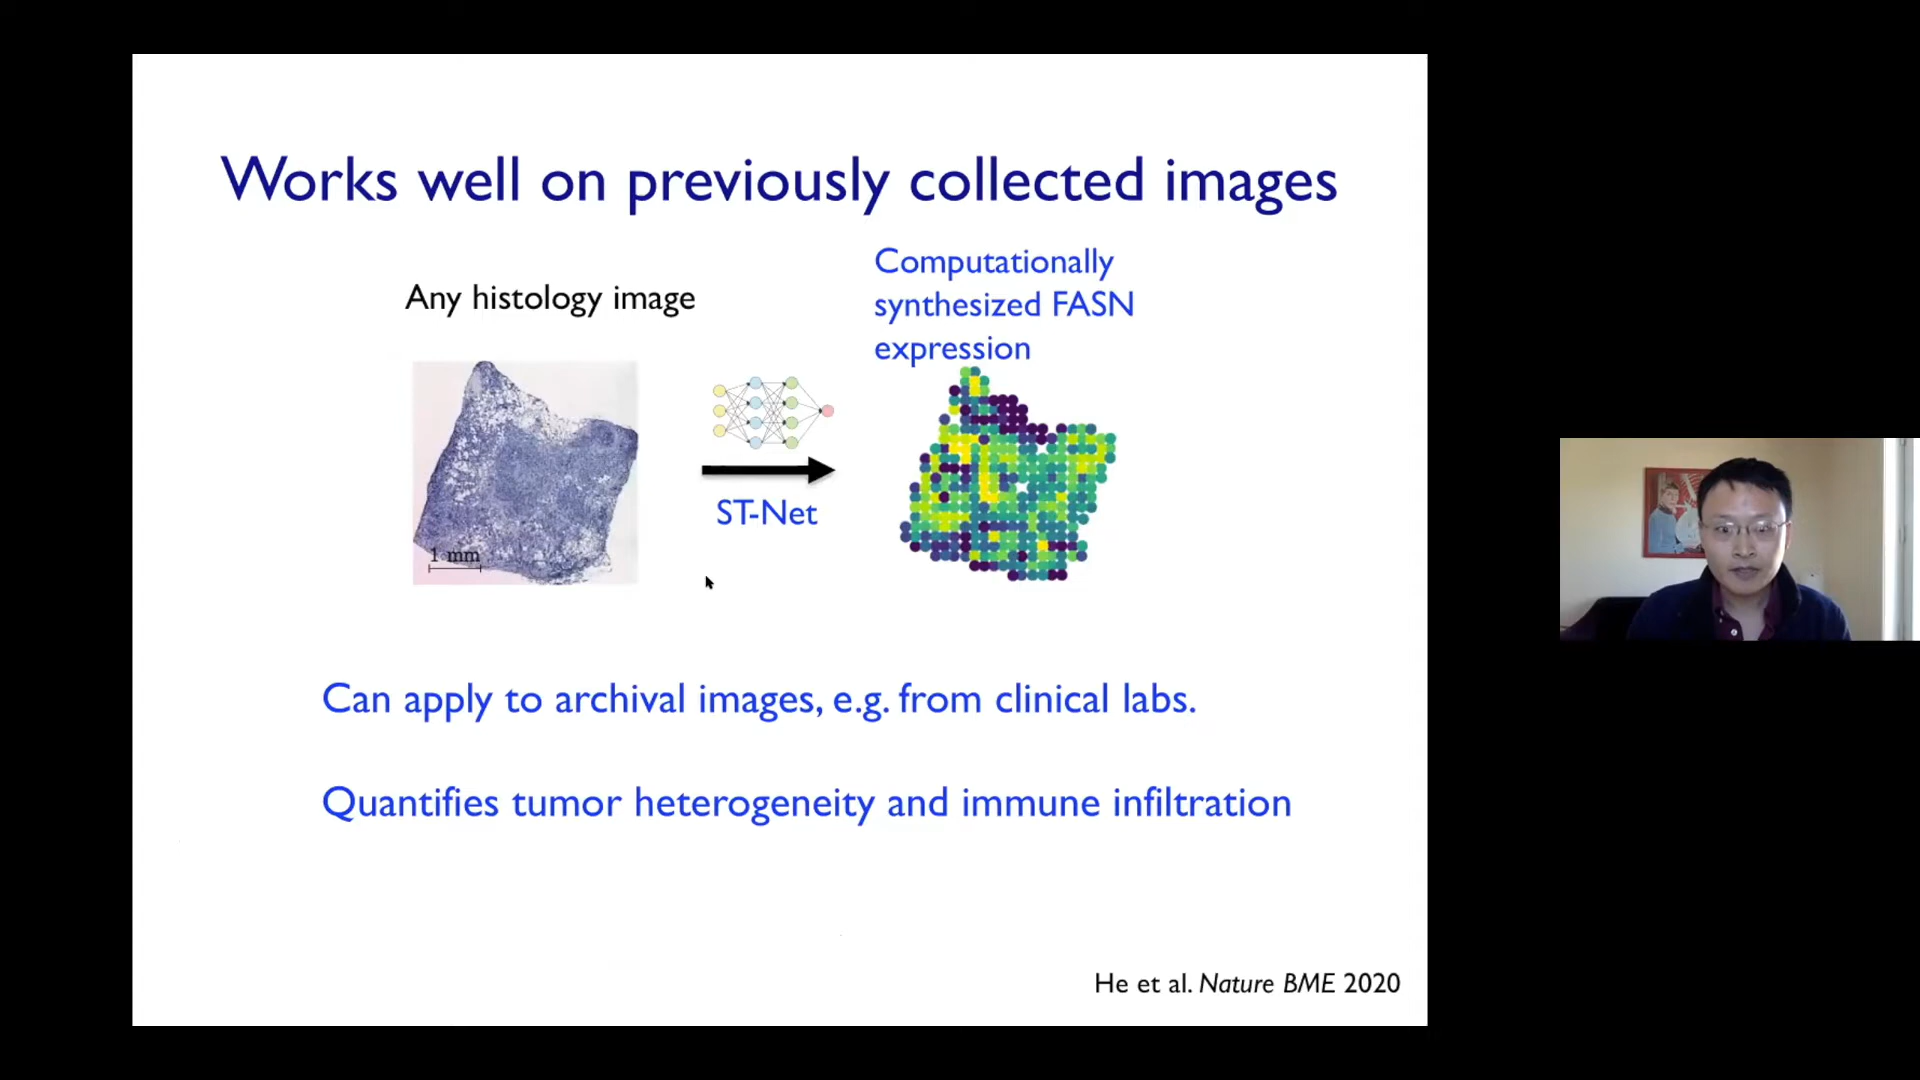 Works well on previously collected images
Any histology image
Computationally
synthesized FASN
expression
ST-Net
1 mm
Can apply to archival images, e.g. from clinical labs.
Quantifies tumor heterogeneity and immune infiltration
He et al. Nature BME 2020